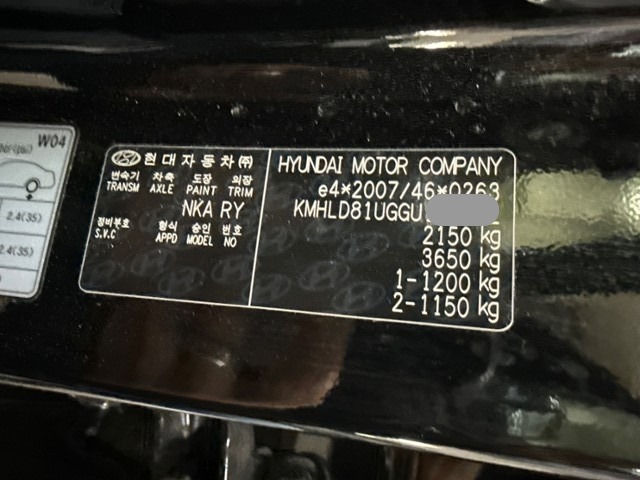 W04
2.4(35)
2.4(35)
현대자동차㈜
변속기 차축 도장 외장
TRANSM AXLE PAINT TRIM
NKA RY
정비부호 형식 승인 번호
S.V.C APPD MODEL NO
HYUNDAI MOTOR COMPANY
e4*2007/46*0263
KMHLD81UGGU
2150 kg
3650 kg
1-1200 kg
2-1150 kg